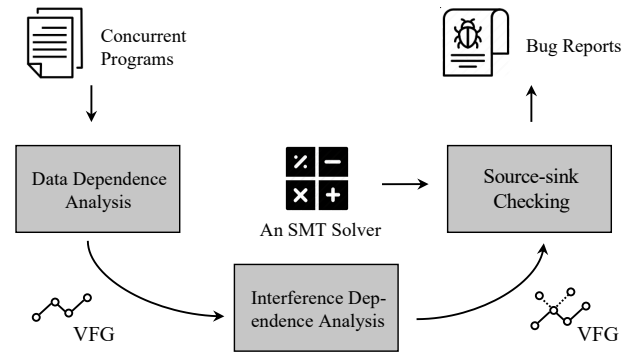 Concurrent
Programs
Bug Reports
Data Dependence
Analysis
Source-sink
Checking
An SMT Solver
Interference Dep-
endence Analysis
VFG
VFG